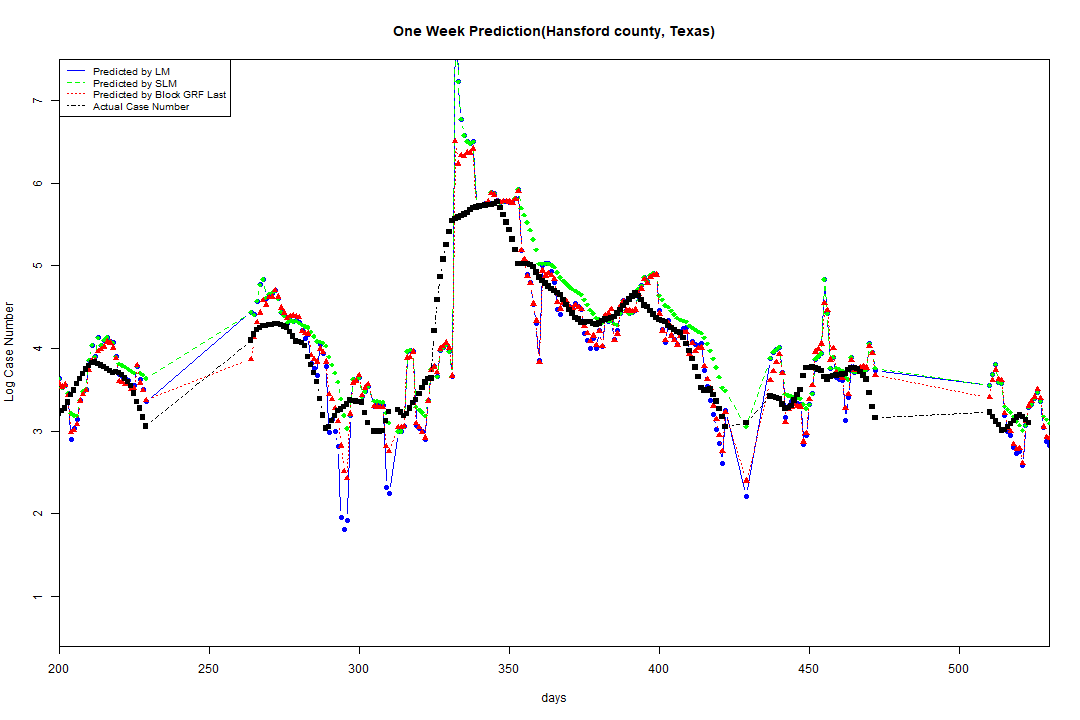 One Week Prediction(Hansford county, Texas)
Predicted by LM
Predicted by SLM
Predicted by Block GRF Last
Actual Case Number
Log Case Number
7
6
5
4
3
2
1
200 250 300 350 400 450 500
days